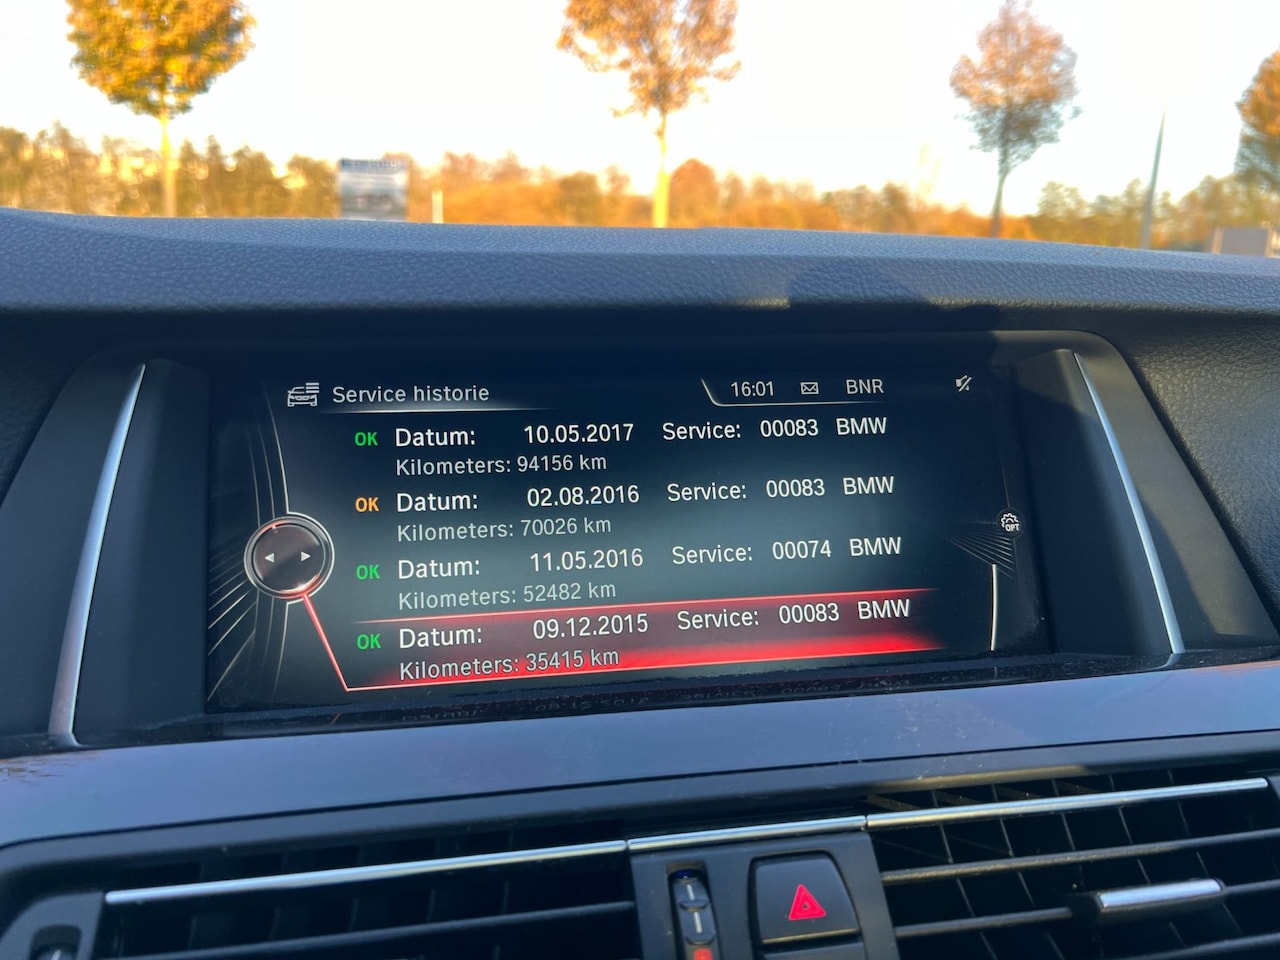 Service historie
16:01 BNR
OK Datum: 10.05.2017 Service: 00083 BMW
Kilometers: 94156 km
OK Datum: 02.08.2016 Service: 00083 BMW
Kilometers: 70026 km
OK Datum: 11.05.2016 Service: 00074 BMW
Kilometers: 52482 km
OK Datum: 09.12.2015 Service: 00083 BMW
Kilometers: 35415 km
OPT